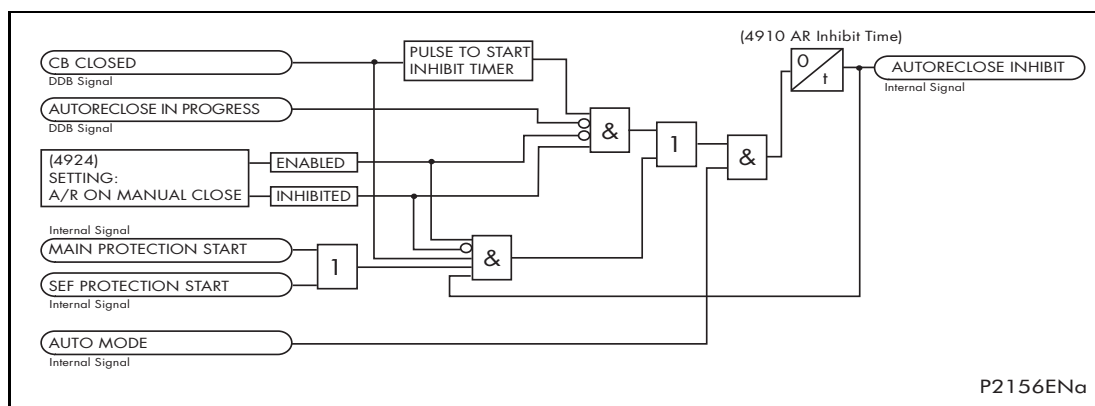 (4910 AR Inhibit Time)
CB CLOSED
DDB Signal
PULSE TO START
INHIBIT TIMER
O
t
AUTORECLOSE INHIBIT
Internal Signal
AUTORECLOSE IN PROGRESS
DDB Signal
&
1
&
(4924)
SETTING:
A/R ON MANUAL CLOSE
ENABLED
INHIBITED
Internal Signal
MAIN PROTECTION START
1
&
SEF PROTECTION START
Internal Signal
AUTO MODE
Internal Signal
P2156ENa